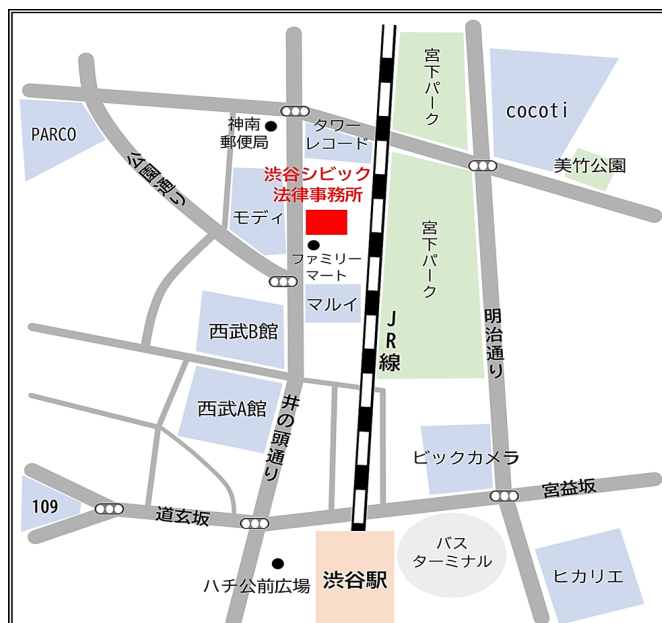 宮下パーク
cocoti
PARCO
神南
郵便局
タワー
レコード
美竹公園
公園通り
渋谷シビック
法律事務所
モディ
宮下パーク
ファミリー
マート
マルイ
JR線
明治通り
西武B館
西武A館
井の頭通り
ビックカメラ
宮益坂
109
道玄坂
バス
ターミナル
ハチ公前広場
渋谷駅
ヒカリエ